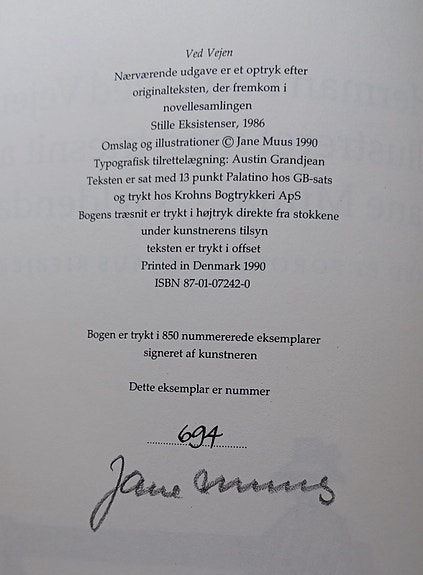 Ved Vejen
Nærværende udgave er et optryk efter
originalteksten, der fremkom i
novellesamlingen
Stille Eksistenser, 1986
Omslag og illustrationer © Jane Muus 1990
Typografisk tilrettelægning: Austin Grandjean
Teksten er sat med 13 punkt Palatino hos GB-sats
og trykt hos Krohns Bogtrykkeri ApS
Bogens træsnit er trykt i højtryk direkte fra stokkene
under kunstnerens tilsyn
teksten er trykt i offset
Printed in Denmark 1990
ISBN 87-01-07242-0
Bogen er trykt i 850 nummererede eksemplarer
signeret af kunstneren
Dette eksemplar er nummer
694
Jane Muus